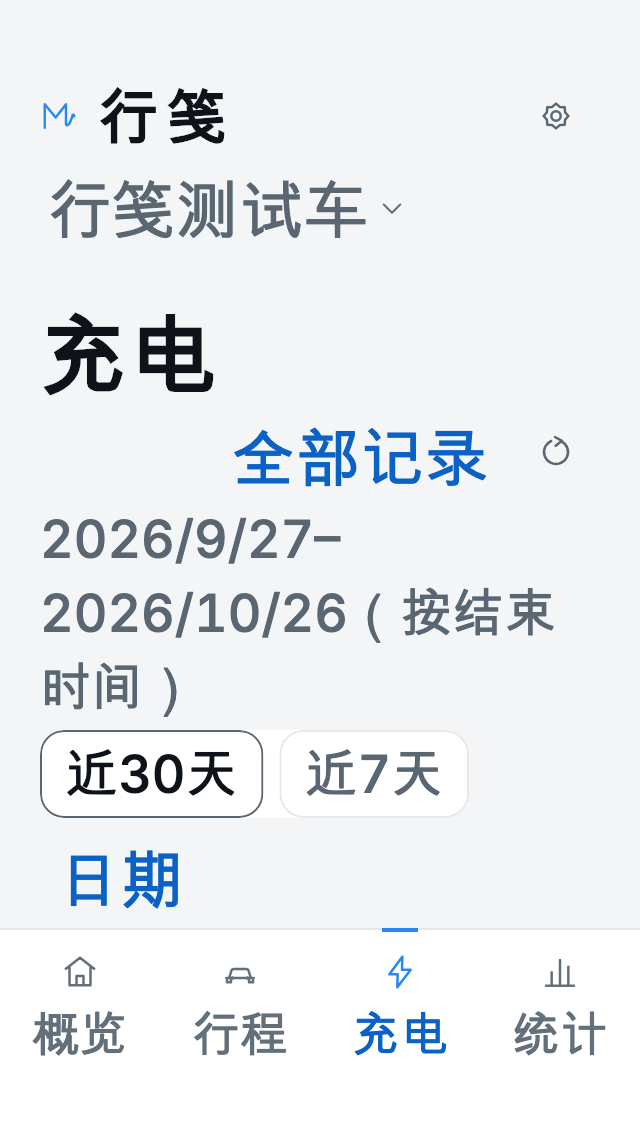 行笺
行笺测试车
充电
全部记录
2026/9/27–
2026/10/26（按结束
时间）
近30天
近7天
日期
概览
行程
充电
统计